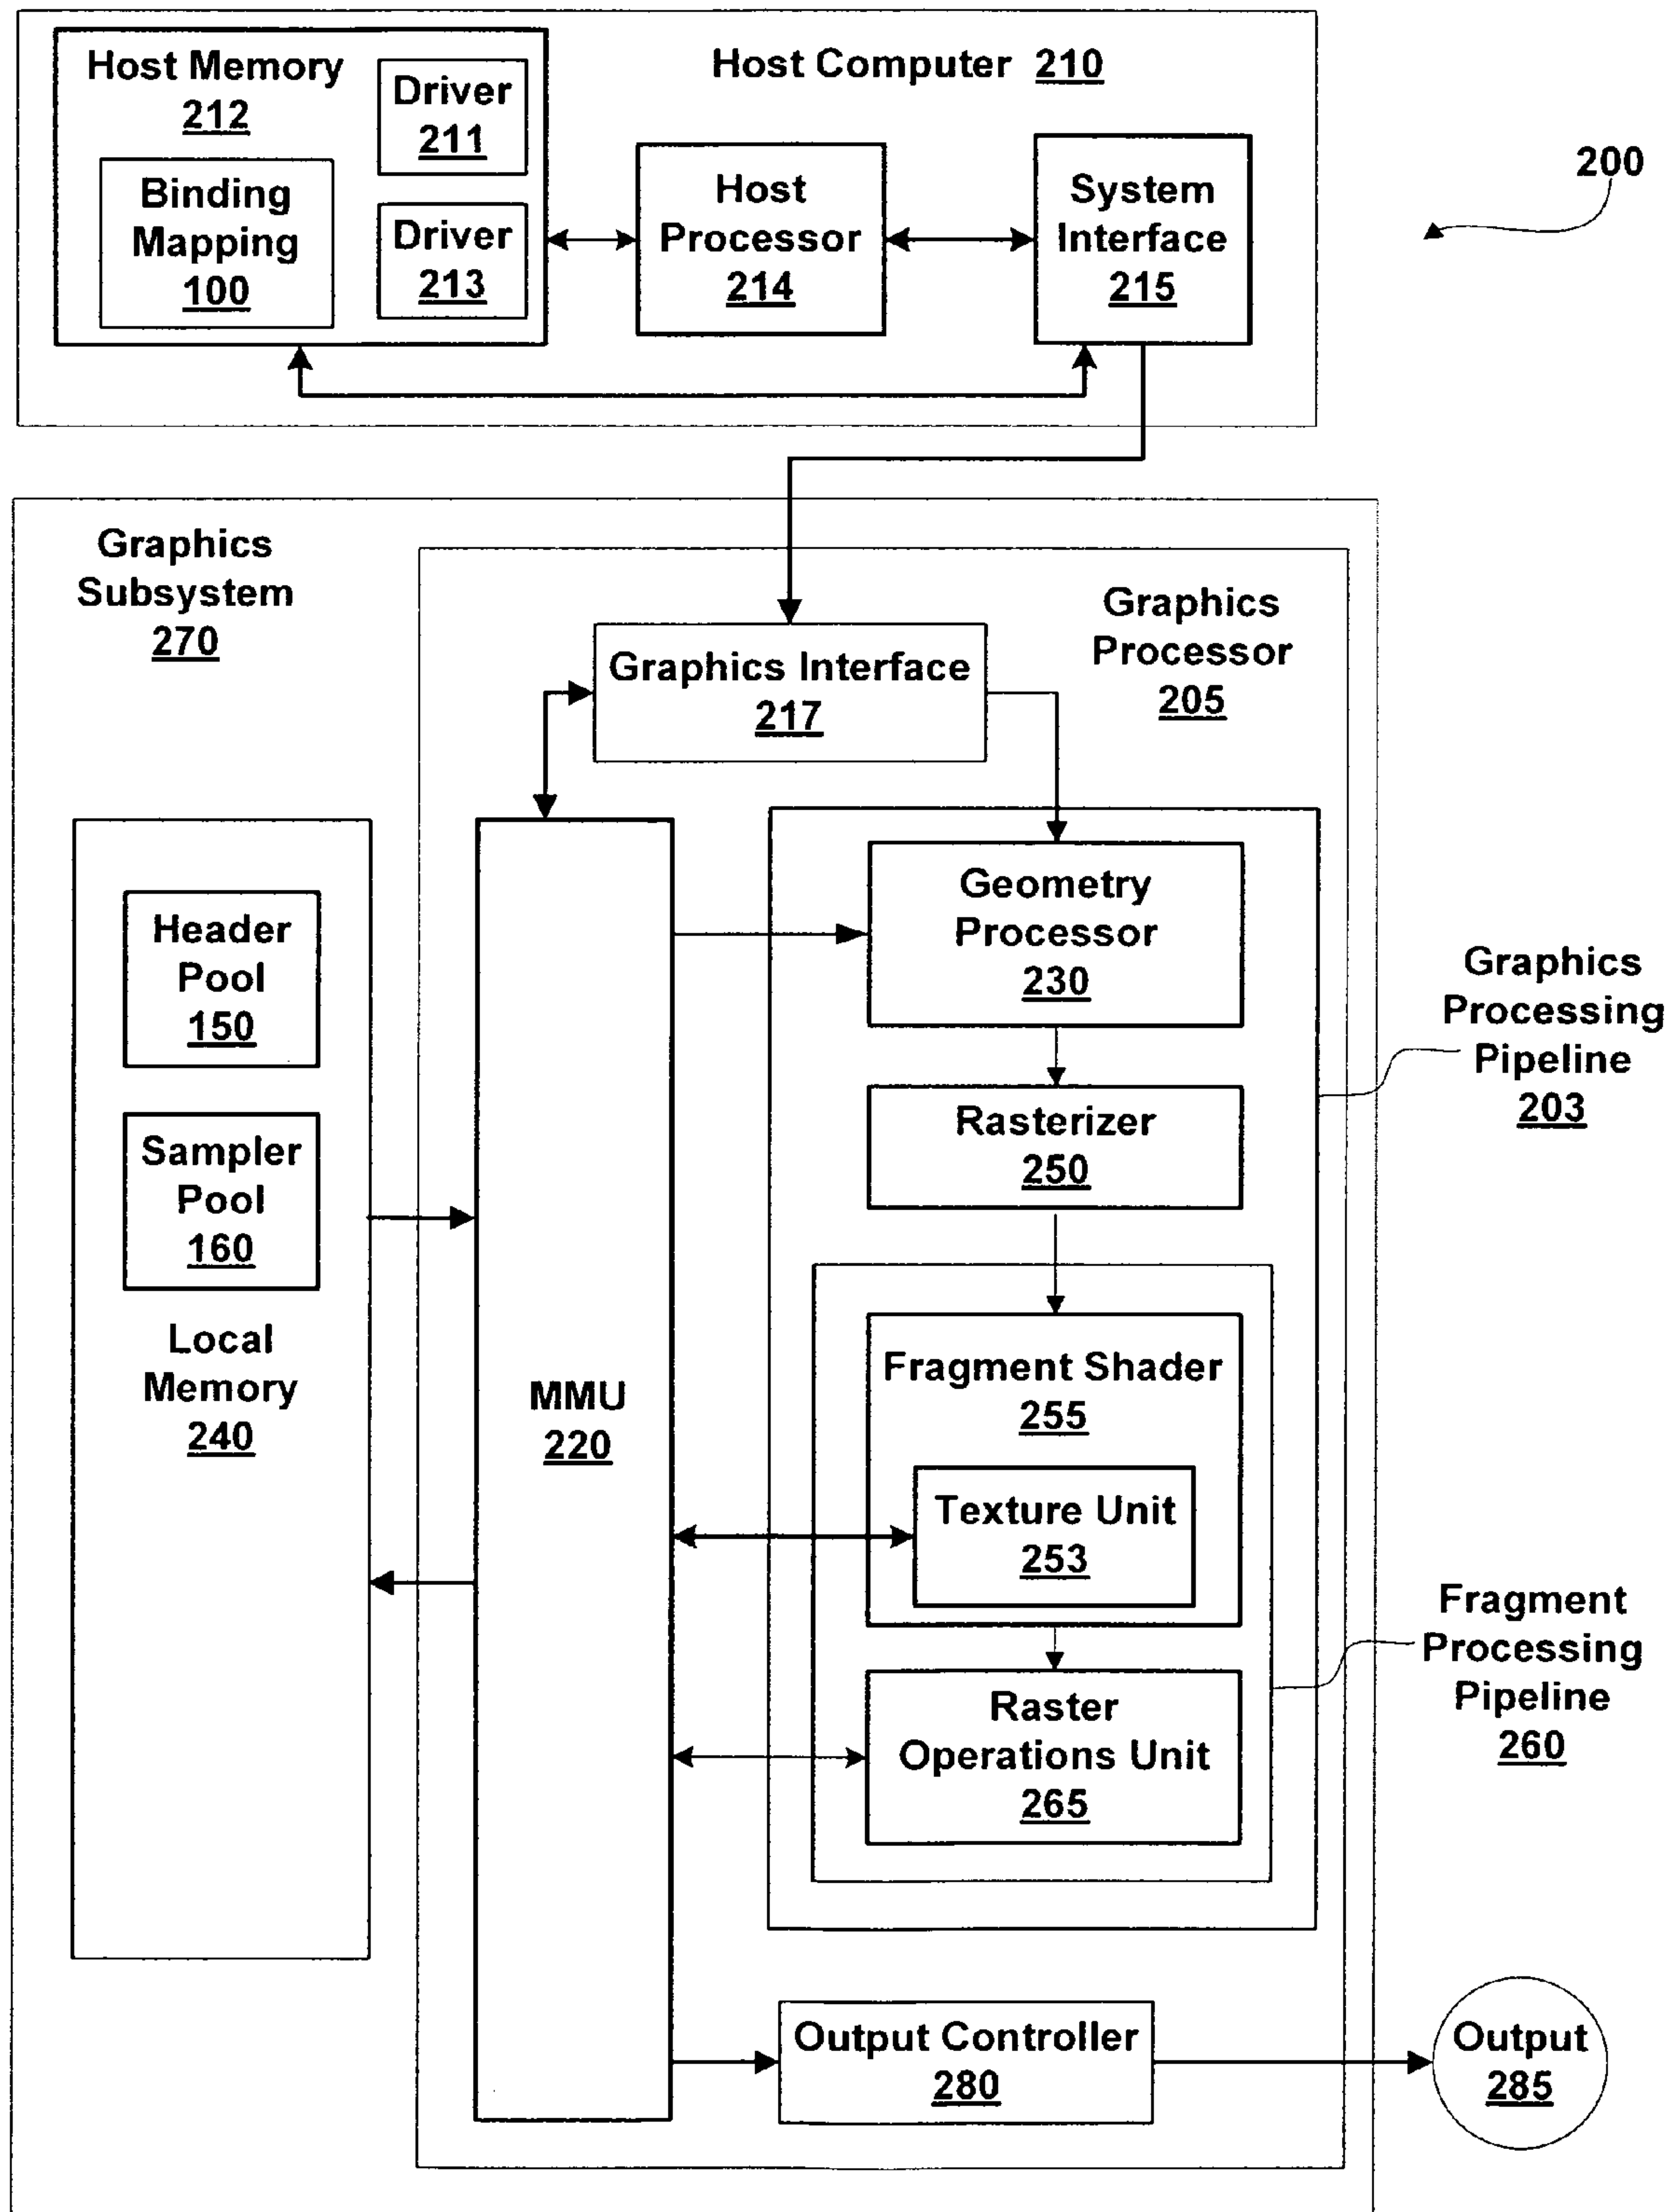 Host Computer 210
Host Memory
212
Driver
211
Binding
Mapping
100
Driver
213
Host
Processor
214
System
Interface
215
200
Graphics
Subsystem
270
Graphics
Processor
205
Graphics Interface
217
Header
Pool
150
Sampler
Pool
160
Local
Memory
240
MMU
220
Geometry
Processor
230
Rasterizer
250
Fragment Shader
255
Texture Unit
253
Raster
Operations Unit
265
Graphics
Processing
Pipeline
203
Fragment
Processing
Pipeline
260
Output Controller
280
Output
285